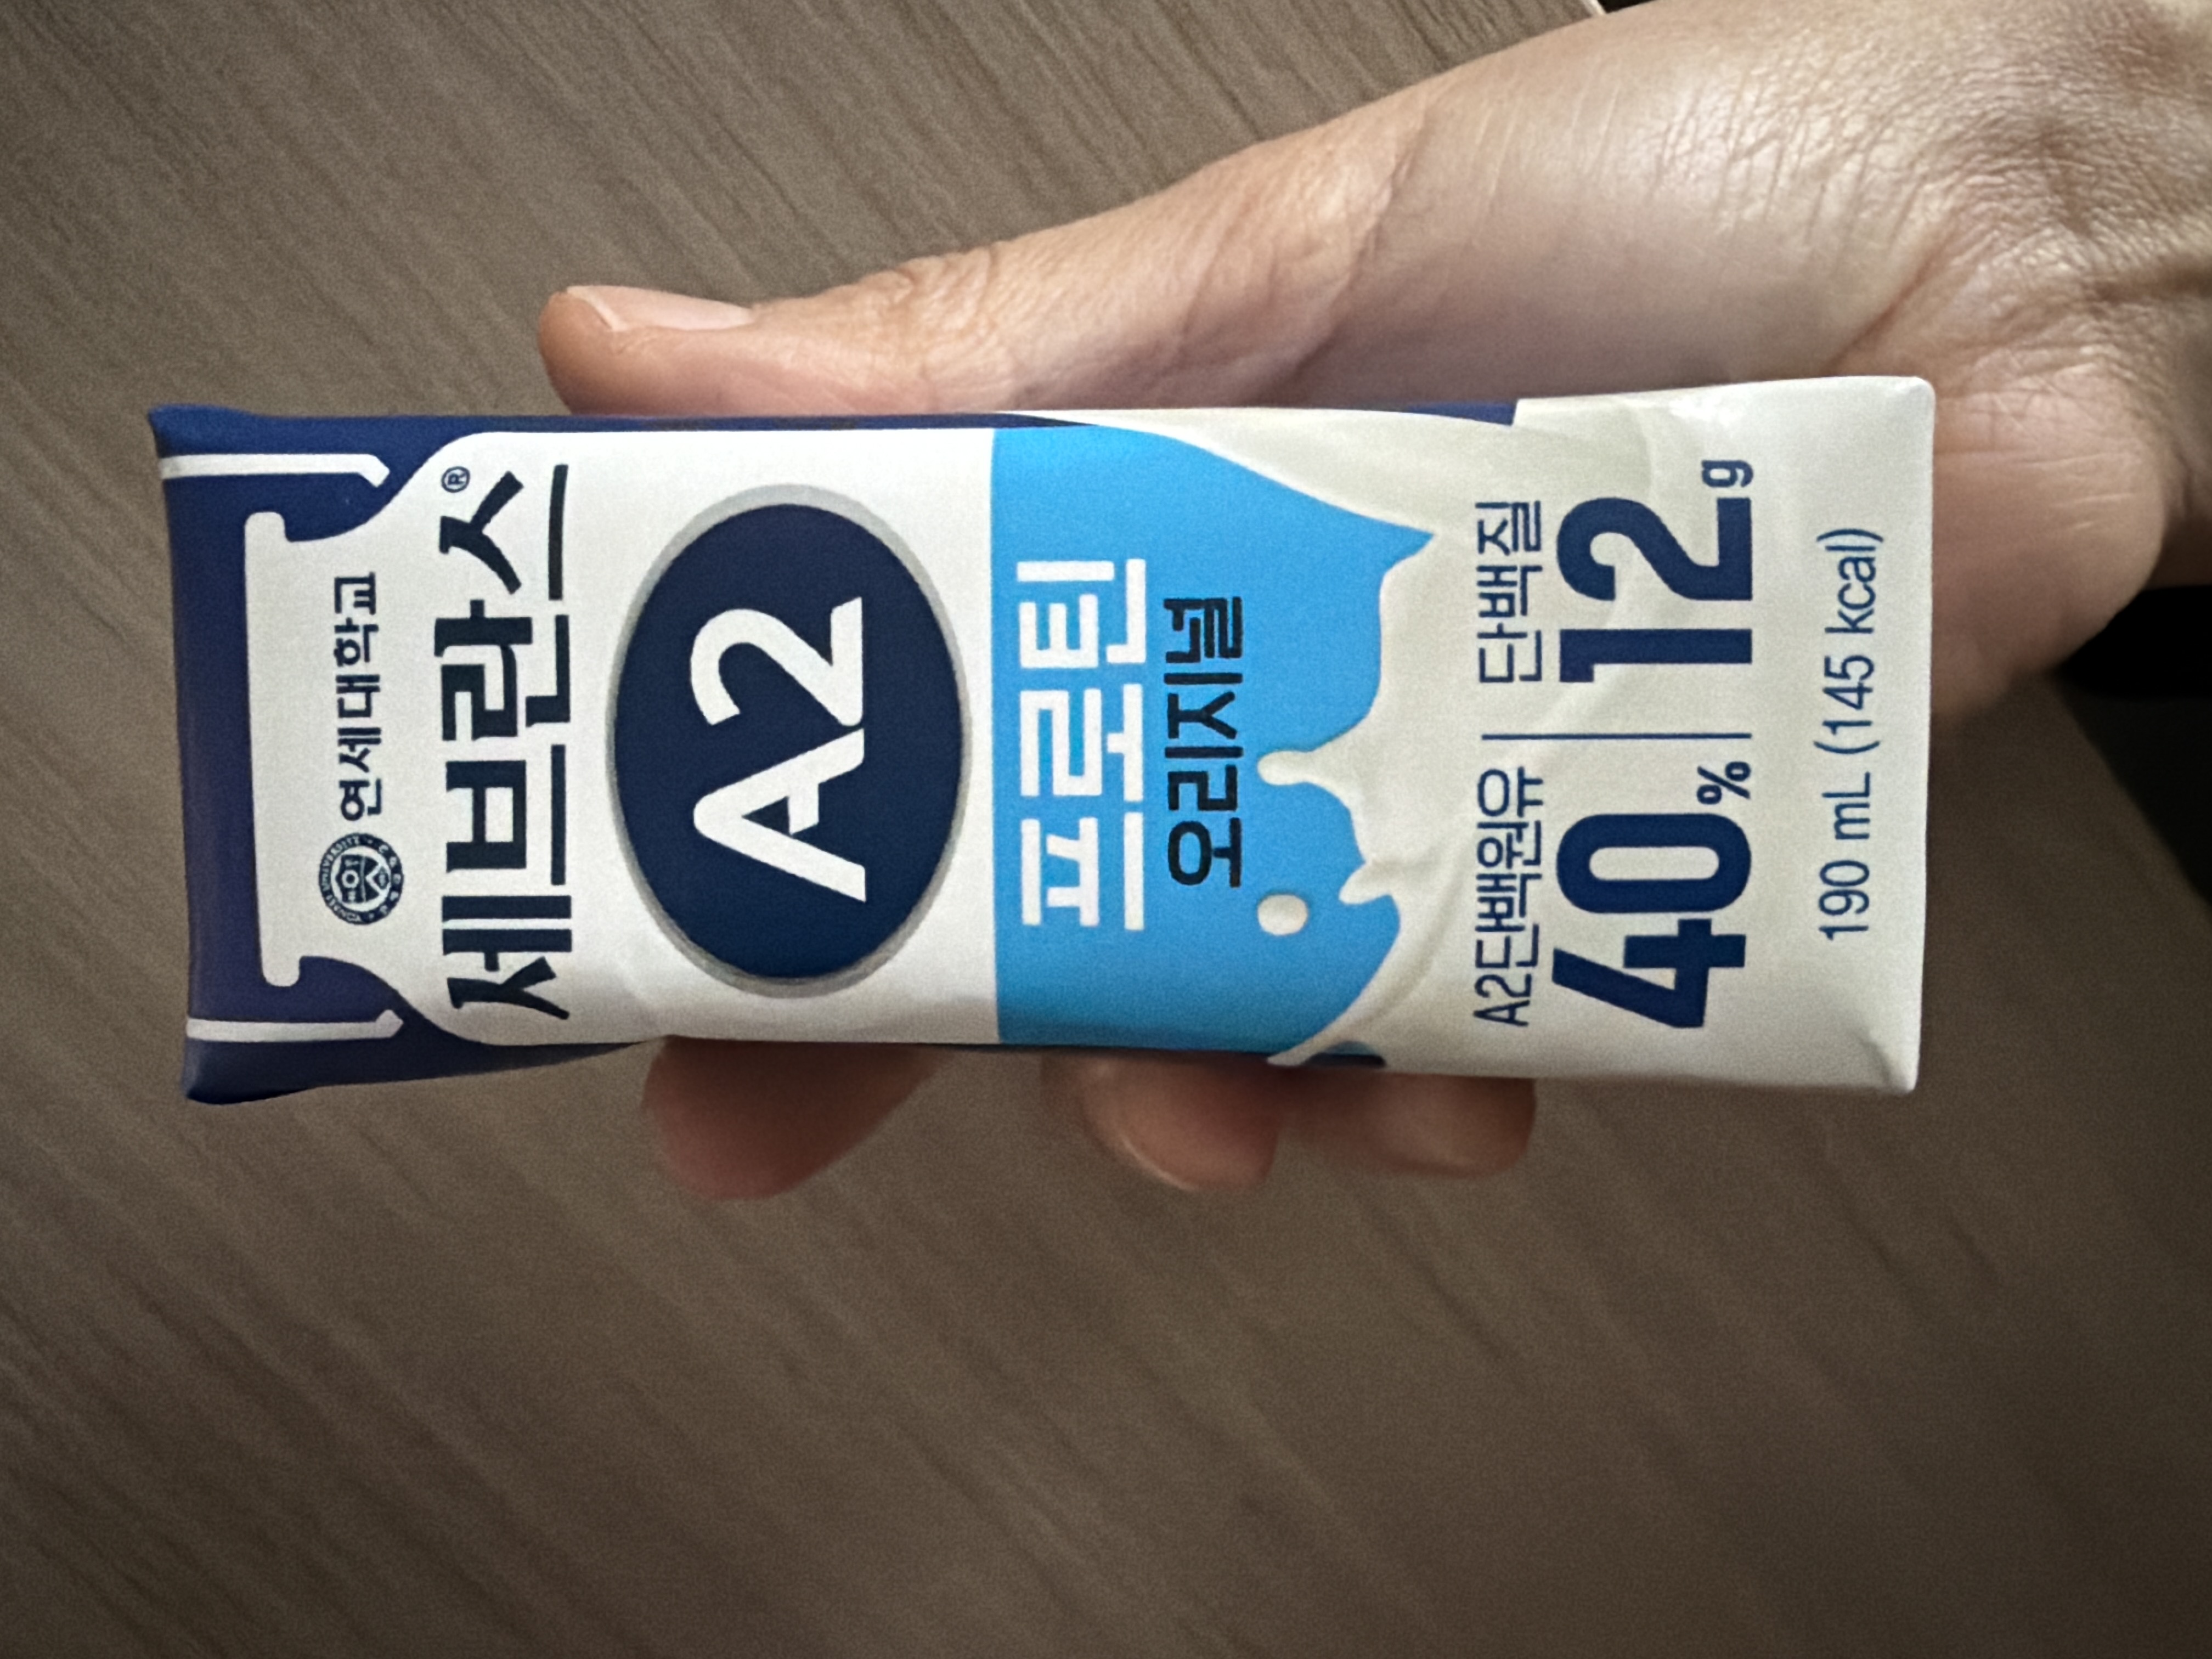 연세대학교
세브란스®
A2
프로틴
오리지널
A2단백원유 단백질
40% 12g
190 mL (145 kcal)